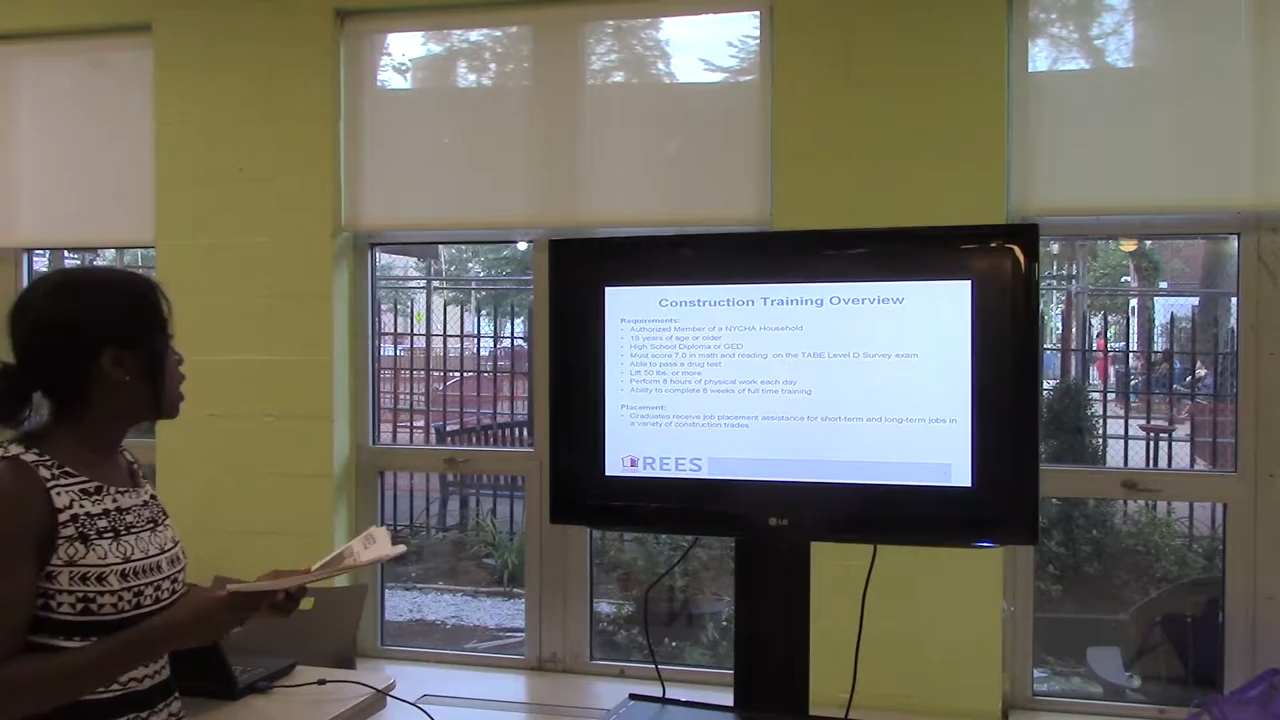 Construction Training Overview
Requirements:
• Authorized Member of a NYCHA Household
• 18 years of age or older
• High School Diploma or GED
• Must score 7.0 in math and reading on the TABE Level D Survey exam
• Able to pass a drug test
• Lift 50 lbs. or more
• Perform 8 hours of physical work each day
• Ability to complete 8 weeks of full time training
Placement:
• Graduates receive job placement assistance for short-term and long-term jobs in
a variety of construction trades
REES
LG